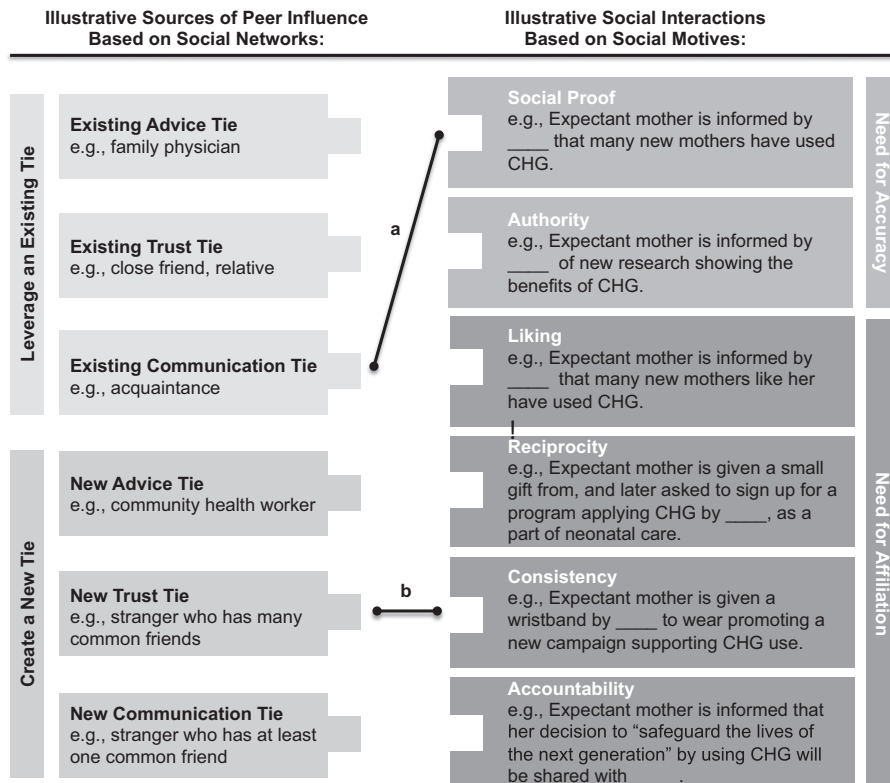 Illustrative Sources of Peer Influence
Based on Social Networks:
Illustrative Social Interactions
Based on Social Motives:
Leverage an Existing Tie
Existing Advice Tie
e.g., family physician
Existing Trust Tie
e.g., close friend, relative
Existing Communication Tie
e.g., acquaintance
Create a New Tie
New Advice Tie
e.g., community health worker
New Trust Tie
e.g., stranger who has many
common friends
New Communication Tie
e.g., stranger who has at least
one common friend
a
b
Social Proof
e.g., Expectant mother is informed by
____ that many new mothers have used
CHG.
Authority
e.g., Expectant mother is informed by
____ of new research showing the
benefits of CHG.
Need for Accuracy
Liking
e.g., Expectant mother is informed by
____ that many new mothers like her
have used CHG.
!
Reciprocity
e.g., Expectant mother is given a small
gift from, and later asked to sign up for a
program applying CHG by ____, as a
part of neonatal care.
Consistency
e.g., Expectant mother is given a
wristband by ____ to wear promoting a
new campaign supporting CHG use.
Accountability
e.g., Expectant mother is informed that
her decision to “safeguard the lives of
the next generation” by using CHG will
be shared with ____.
Need for Affiliation